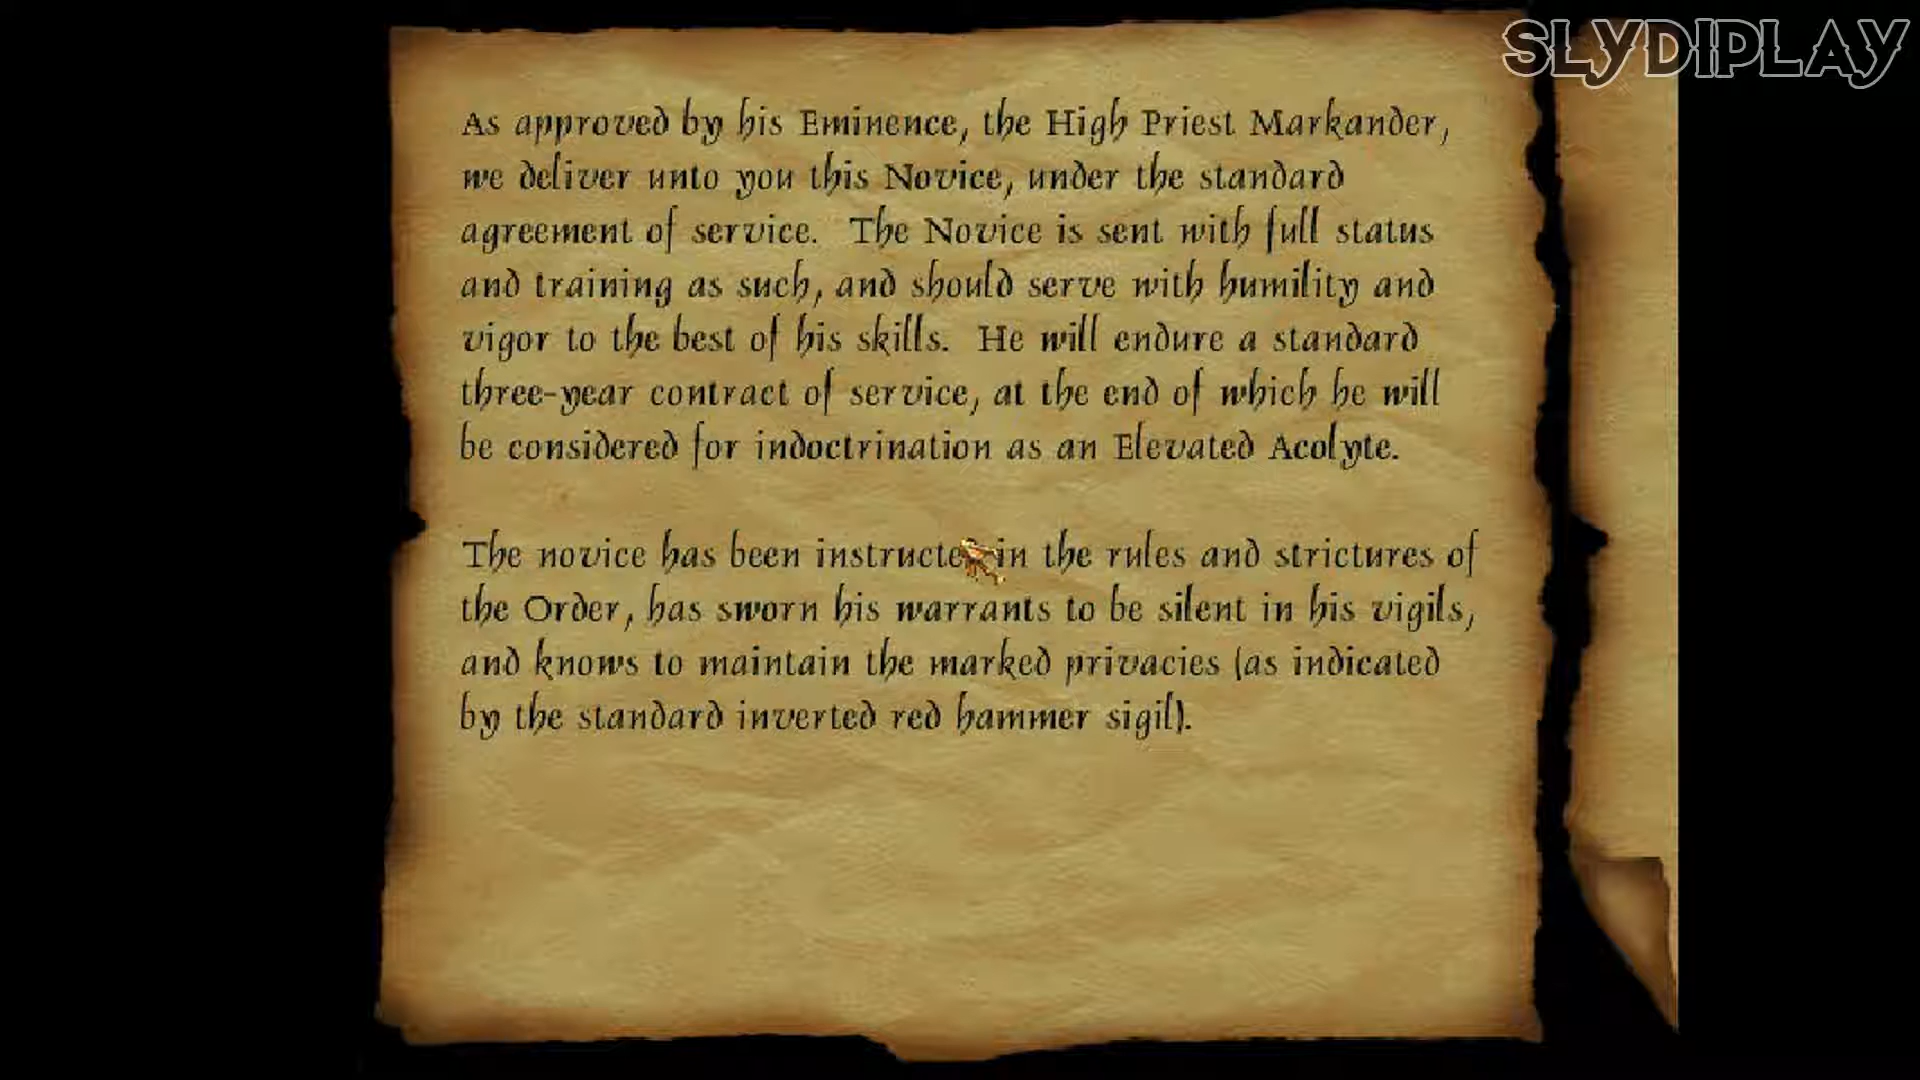 SLYDIPLAY
As approved by his Eminence, the High Priest Markander,
we deliver unto you this Novice, under the standard
agreement of service. The Novice is sent with full status
and training as such, and should serve with humility and
vigor to the best of his skills. He will endure a standard
three-year contract of service, at the end of which he will
be considered for indoctrination as an Elevated Acolyte.
The novice has been instructed in the rules and strictures of
the Order, has sworn his warrants to be silent in his vigils,
and knows to maintain the marked privacies (as indicated
by the standard inverted red hammer sigil).